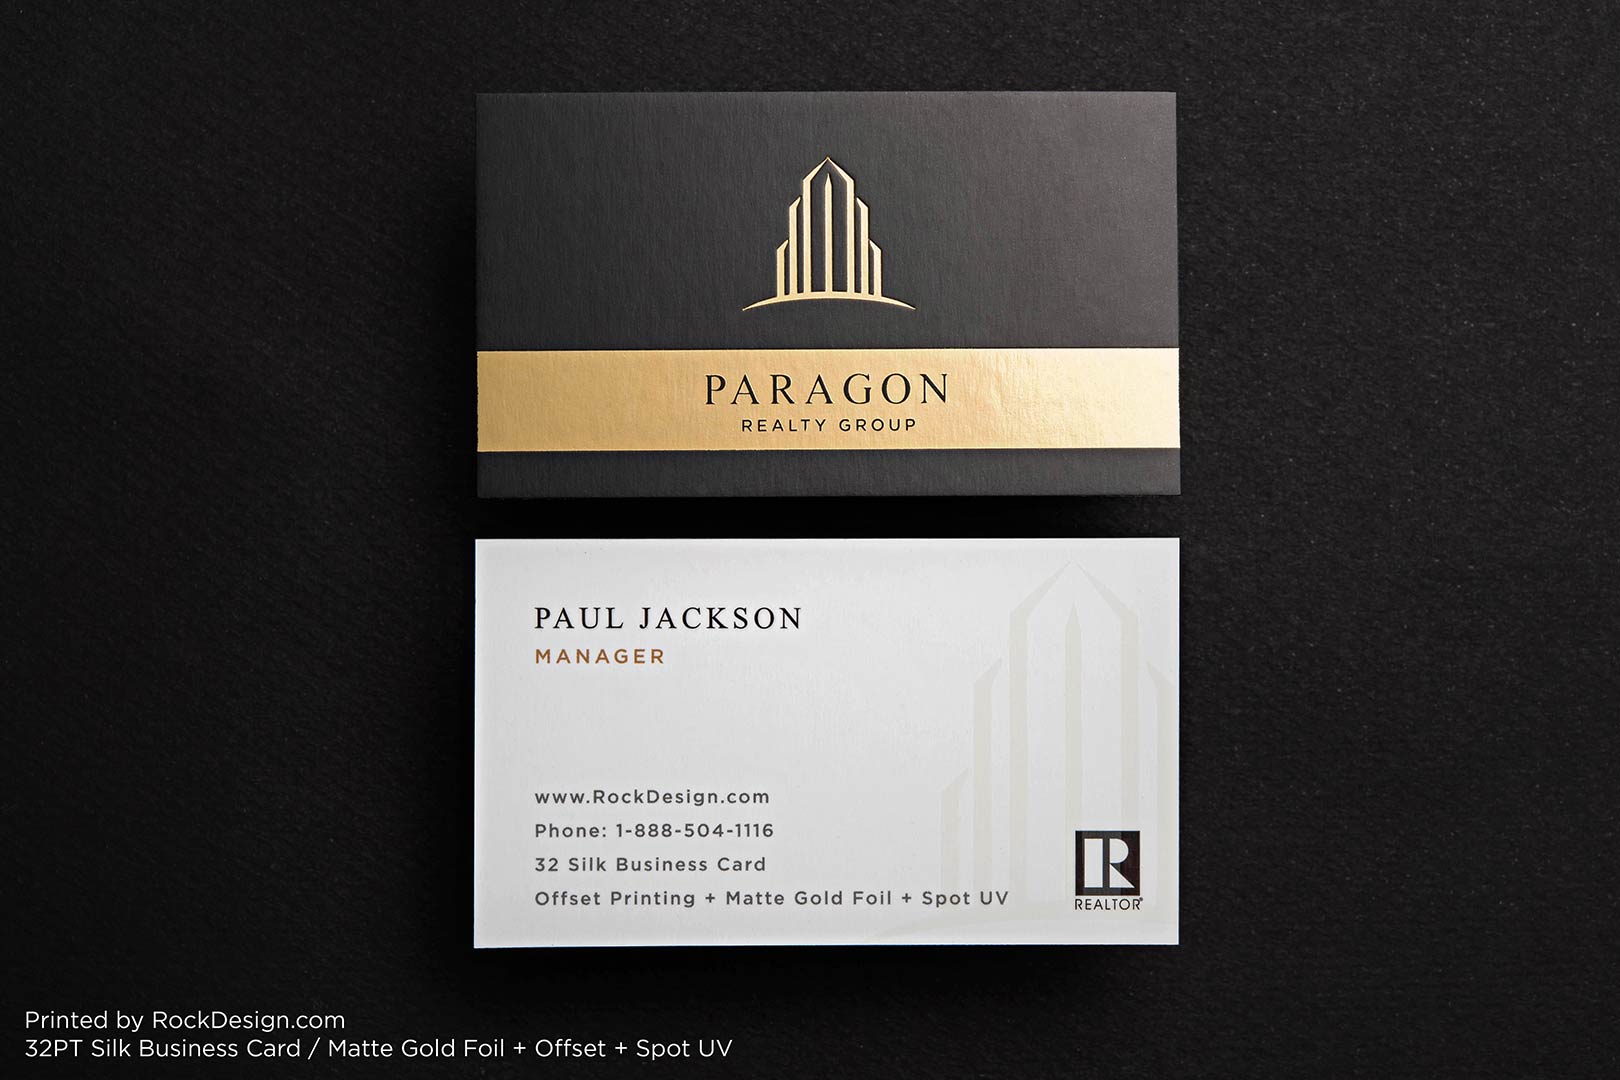 PARAGON
REALTY GROUP
PAUL JACKSON
MANAGER
www.RockDesign.com
Phone: 1-888-504-1116
32 Silk Business Card
Offset Printing + Matte Gold Foil + Spot UV
R
REALTOR®
Printed by RockDesign.com
32PT Silk Business Card / Matte Gold Foil + Offset + Spot UV